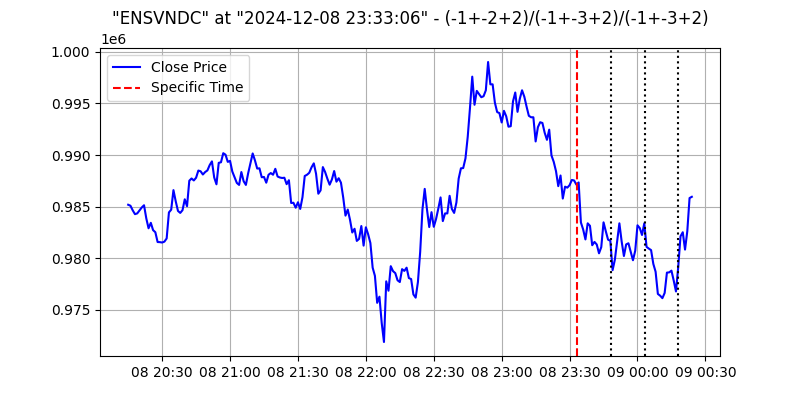 "ENSVNDC" at "2024-12-08 23:33:06" - (-1+-2+2)/(-1+-3+2)/(-1+-3+2)
1e6
1.000
0.995
0.990
0.985
0.980
0.975
Close Price
Specific Time
08 20:30 08 21:00 08 21:30 08 22:00 08 22:30 08 23:00 08 23:30 09 00:00 09 00:30